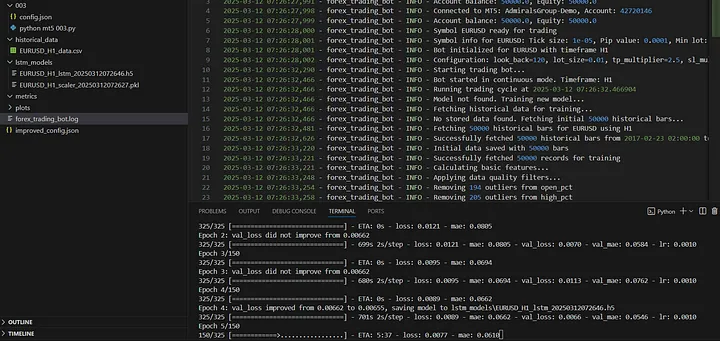 003
config.json
python mt5 003.py
historical_data
EURUSD_H1_data.csv
lstm_models
EURUSD_H1_lstm_20250312072646.h5
EURUSD_H1_scaler_20250312072627.pkl
metrics
plots
forex_trading_bot.log
improved_config.json
OUTLINE
TIMELINE
3 2025-03-12 07:26:27,991 - forex_trading_bot - INFO - Account balance: 50000.0, Equity: 50000.0
4 2025-03-12 07:26:27,998 - forex_trading_bot - INFO - Connected to MT5: AdmiralsGroup-Demo, Account: 42720146
5 2025-03-12 07:26:27,999 - forex_trading_bot - INFO - Account balance: 50000.0, Equity: 50000.0
6 2025-03-12 07:26:28,000 - forex_trading_bot - INFO - Symbol EURUSD ready for trading
7 2025-03-12 07:26:28,001 - forex_trading_bot - INFO - Symbol info for EURUSD: Tick size: 1e-05, Pip value: 0.0001, Min lot:
8 2025-03-12 07:26:28,001 - forex_trading_bot - INFO - Bot initialized for EURUSD with timeframe H1
9 2025-03-12 07:26:28,002 - forex_trading_bot - INFO - Configuration: look_back=120, lot_size=0.01, tp_multiplier=2.5, sl_mu
10 2025-03-12 07:26:32,290 - forex_trading_bot - INFO - Starting trading bot...
11 2025-03-12 07:26:32,466 - forex_trading_bot - INFO - Bot started in continuous mode. Timeframe: H1
12 2025-03-12 07:26:32,466 - forex_trading_bot - INFO - Running trading cycle at 2025-03-12 07:26:32.466904
13 2025-03-12 07:26:32,466 - forex_trading_bot - INFO - Model not found. Training new model...
14 2025-03-12 07:26:32,466 - forex_trading_bot - INFO - Fetching historical data for training...
15 2025-03-12 07:26:32,466 - forex_trading_bot - INFO - No stored data found. Fetching initial 50000 historical bars...
16 2025-03-12 07:26:32,481 - forex_trading_bot - INFO - Fetching 50000 historical bars for EURUSD using H1
17 2025-03-12 07:26:32,626 - forex_trading_bot - INFO - Successfully fetched 50000 historical bars from 2017-02-23 02:00:00 t
18 2025-03-12 07:26:33,220 - forex_trading_bot - INFO - Initial data saved with 50000 bars
19 2025-03-12 07:26:33,221 - forex_trading_bot - INFO - Successfully fetched 50000 records for training
20 2025-03-12 07:26:33,221 - forex_trading_bot - INFO - Calculating basic features...
21 2025-03-12 07:26:33,248 - forex_trading_bot - INFO - Applying data quality filters...
22 2025-03-12 07:26:33,254 - forex_trading_bot - INFO - Removing 194 outliers from open_pct
23 2025-03-12 07:26:33,258 - forex_trading_bot - INFO - Removing 205 outliers from high_pct
PROBLEMS OUTPUT DEBUG CONSOLE TERMINAL PORTS Python
325/325 [==============================] - ETA: 0s - loss: 0.0121 - mae: 0.0805
Epoch 2: val_loss did not improve from 0.00662
325/325 [==============================] - 699s 2s/step - loss: 0.0121 - mae: 0.0805 - val_loss: 0.0070 - val_mae: 0.0584 - lr: 0.0010
Epoch 3/150
325/325 [==============================] - ETA: 0s - loss: 0.0095 - mae: 0.0694
Epoch 3: val_loss did not improve from 0.00662
325/325 [==============================] - 680s 2s/step - loss: 0.0095 - mae: 0.0694 - val_loss: 0.0113 - val_mae: 0.0762 - lr: 0.0010
Epoch 4/150
325/325 [==============================] - ETA: 0s - loss: 0.0089 - mae: 0.0662
Epoch 4: val_loss improved from 0.00662 to 0.00655, saving model to lstm_models\EURUSD_H1_lstm_20250312072646.h5
325/325 [==============================] - 701s 2s/step - loss: 0.0089 - mae: 0.0662 - val_loss: 0.0066 - val_mae: 0.0546 - lr: 0.0010
Epoch 5/150
150/325 [============>.................] - ETA: 5:37 - loss: 0.0077 - mae: 0.0610